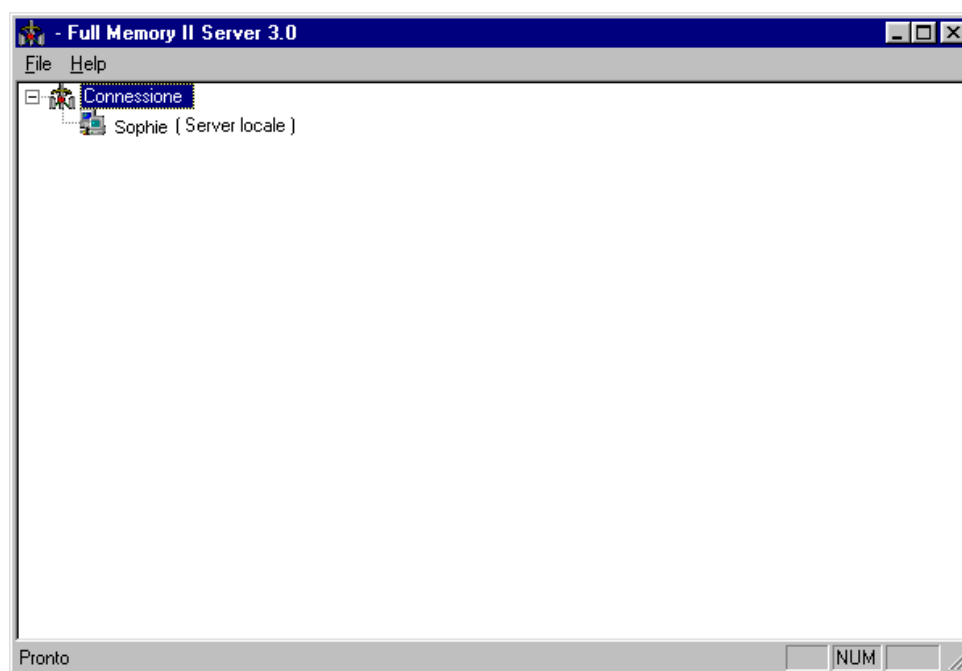 - Full Memory II Server 3.0
File Help
Connessione
Sophie ( Server locale )
Pronto NUM